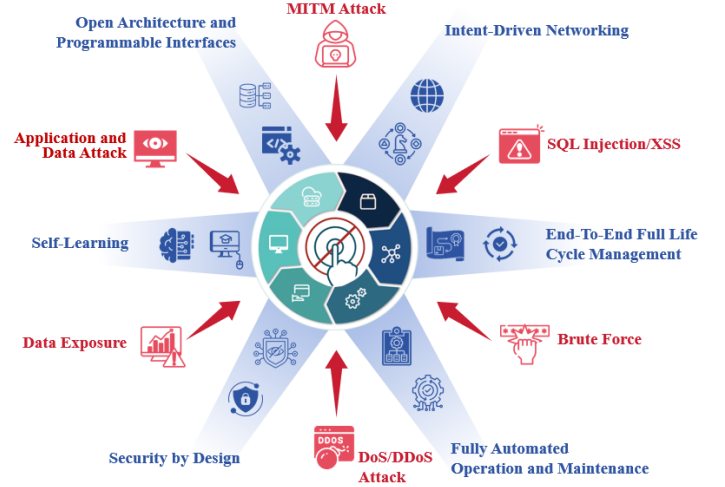 MITM Attack
Open Architecture and
Programmable Interfaces
Intent-Driven Networking
Application and
Data Attack
SQL Injection/XSS
Self-Learning
End-To-End Full Life
Cycle Management
Data Exposure
Brute Force
DDOS
Security by Design
DoS/DDoS
Attack
Fully Automated
Operation and Maintenance